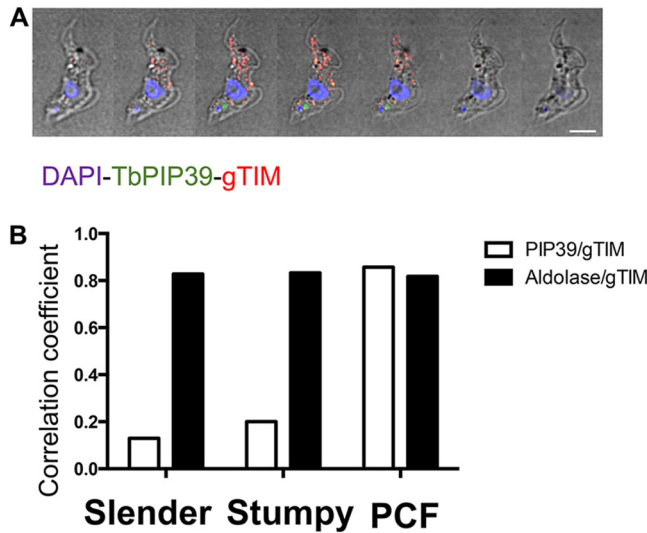 A
DAPI-TbPIP39-gTIM
B
Correlation coefficient
1.0
0.8
0.6
0.4
0.2
0.0
Slender Stumpy PCF
PIP39/gTIM
Aldolase/gTIM